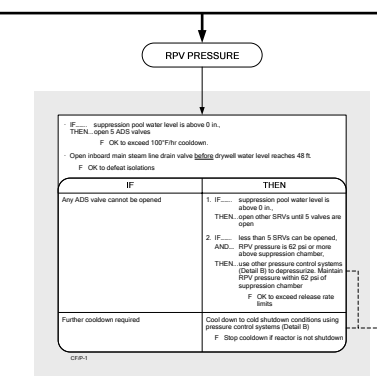 RPV PRESSURE
· IF....... suppression pool water level is above 0 in.,
THEN...open 5 ADS valves
F OK to exceed 100°F/hr cooldown.
· Open inboard main steam line drain valve before drywell water level reaches 48 ft.
F OK to defeat isolations
IF
THEN
Any ADS valve cannot be opened
1. IF....... suppression pool water level is
above 0 in.,
THEN...open other SRVs until 5 valves are
open
2. IF....... less than 5 SRVs can be opened,
AND... RPV pressure is 62 psi or more
above suppression chamber,
THEN...use other pressure control systems
(Detail B) to depressurize. Maintain
RPV pressure within 62 psi of
suppression chamber
F OK to exceed release rate
limits
Further cooldown required
Cool down to cold shutdown conditions using
pressure control systems (Detail B)
F Stop cooldown if reactor is not shutdown
CF/P-1